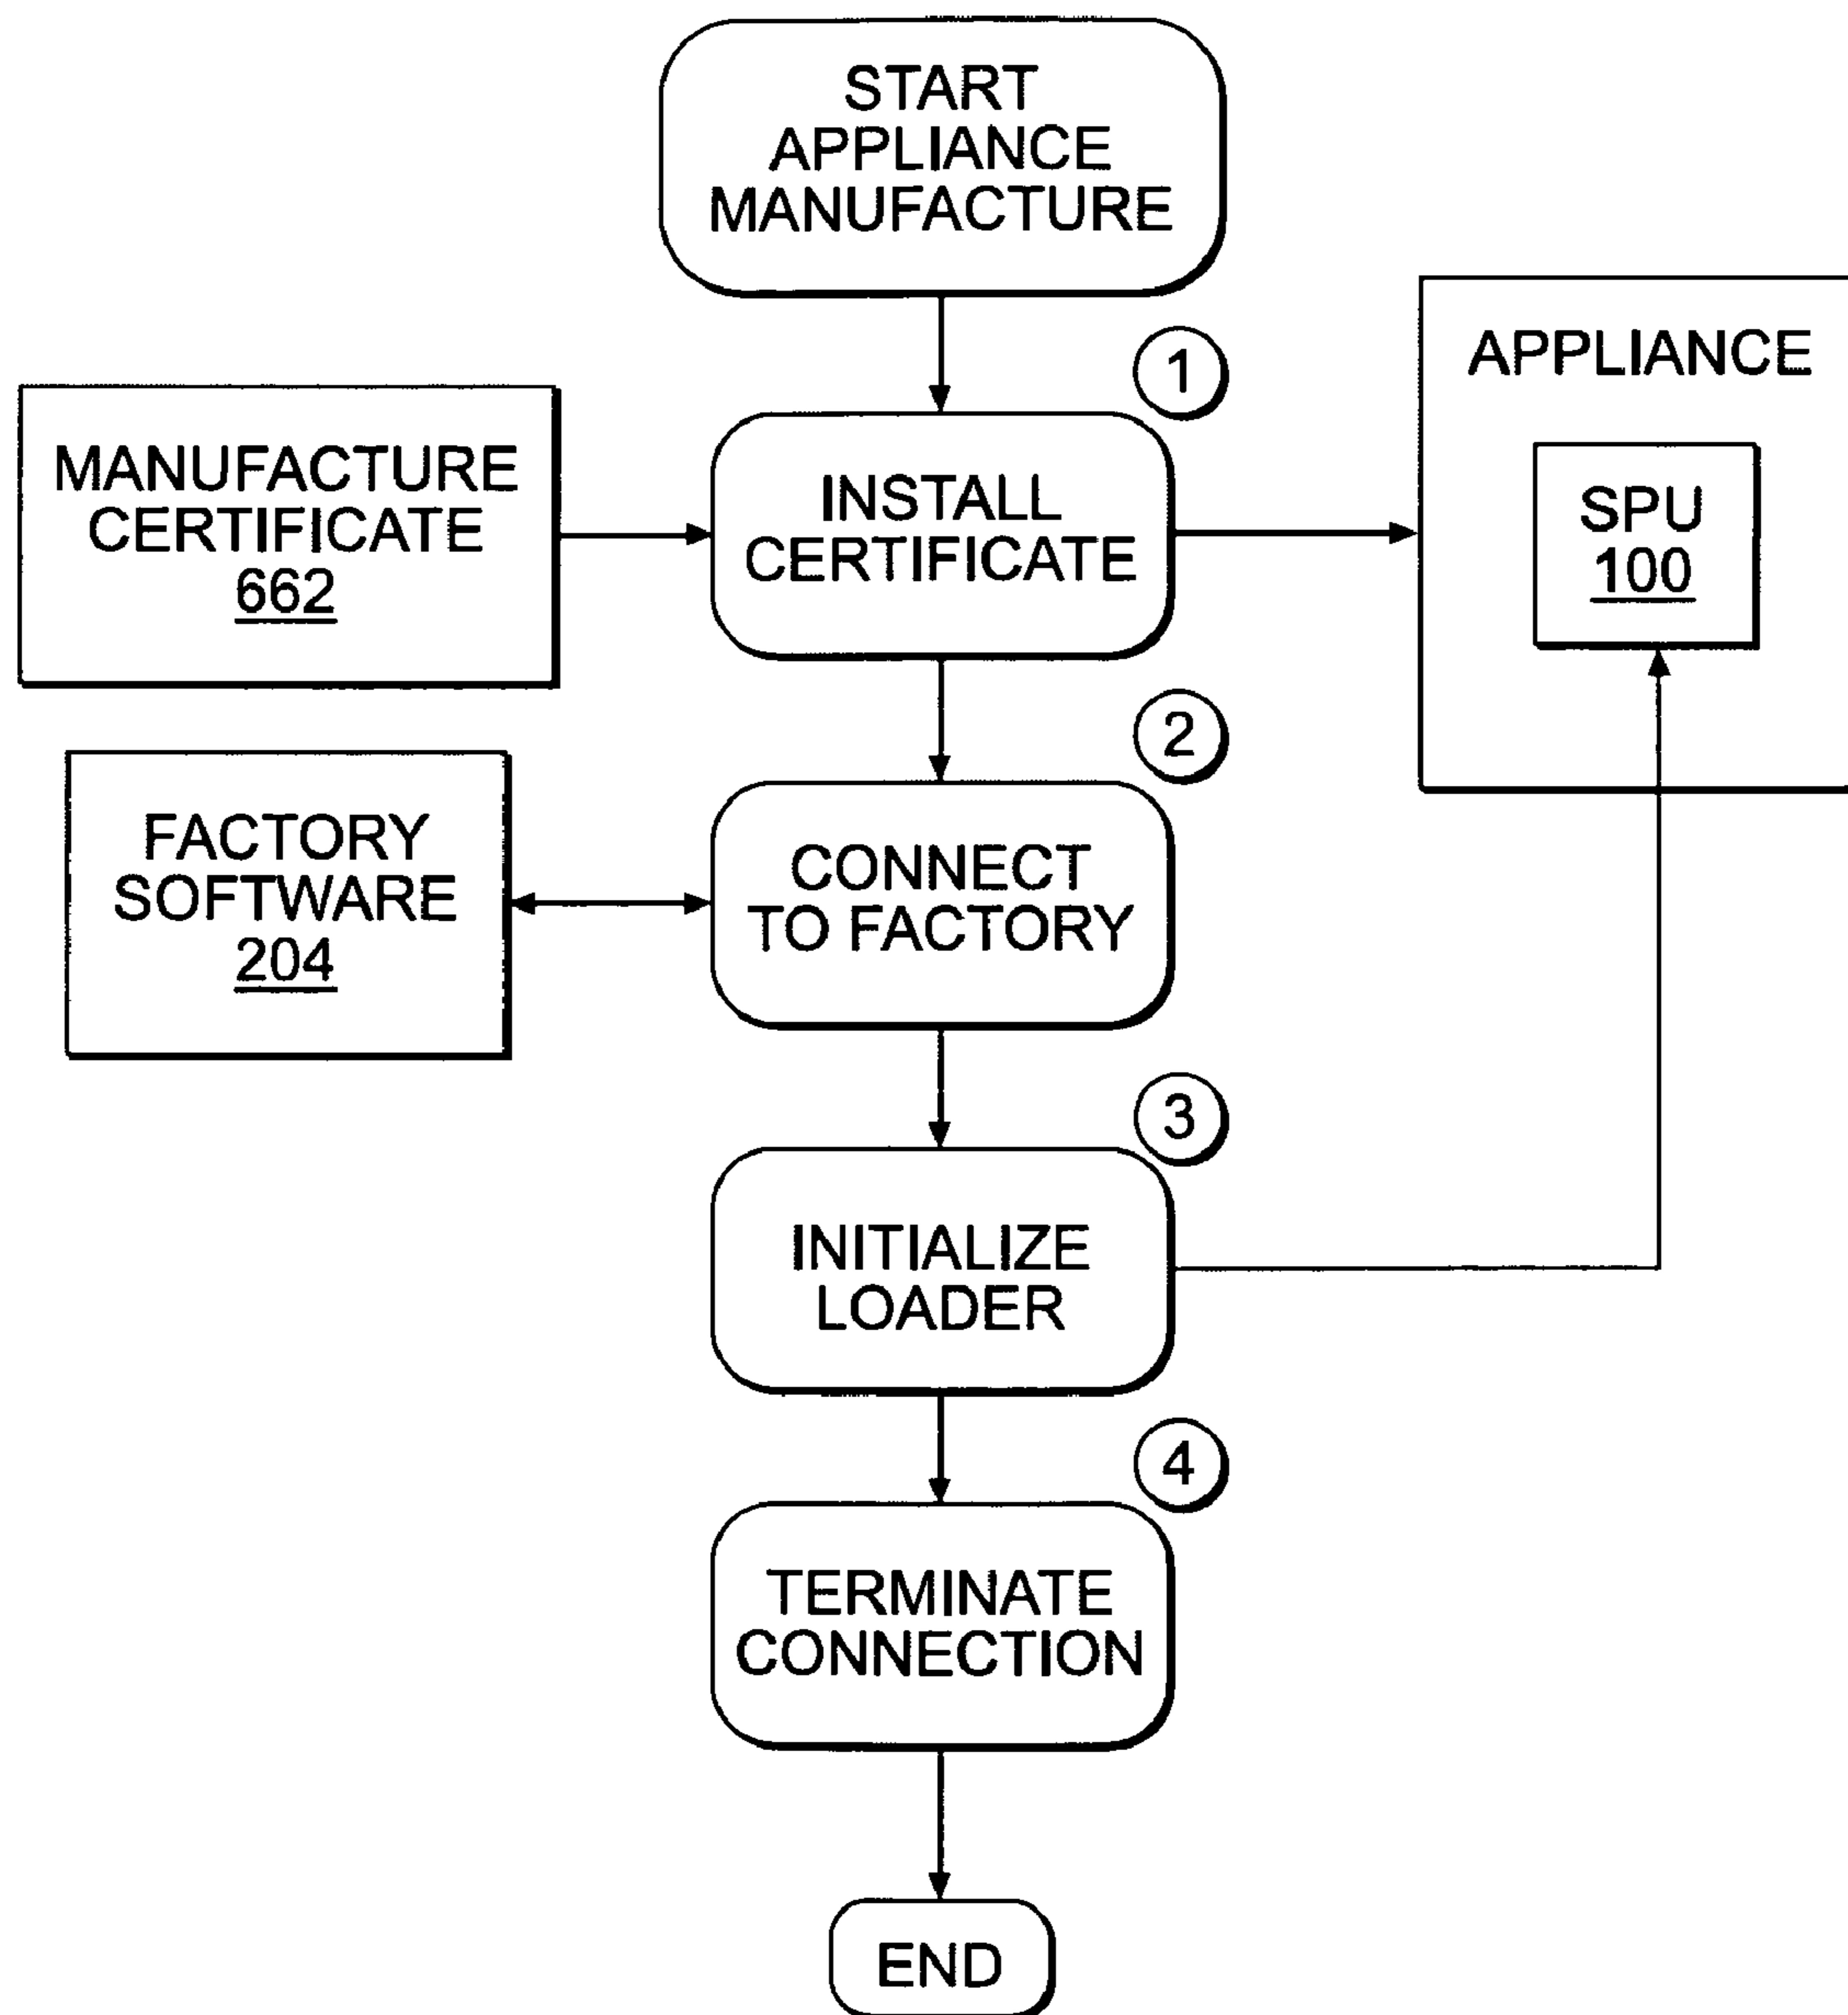 START
APPLIANCE
MANUFACTURE
1
APPLIANCE
MANUFACTURE
CERTIFICATE
662
INSTALL
CERTIFICATE
SPU
100
2
FACTORY
SOFTWARE
204
CONNECT
TO FACTORY
3
INITIALIZE
LOADER
4
TERMINATE
CONNECTION
END